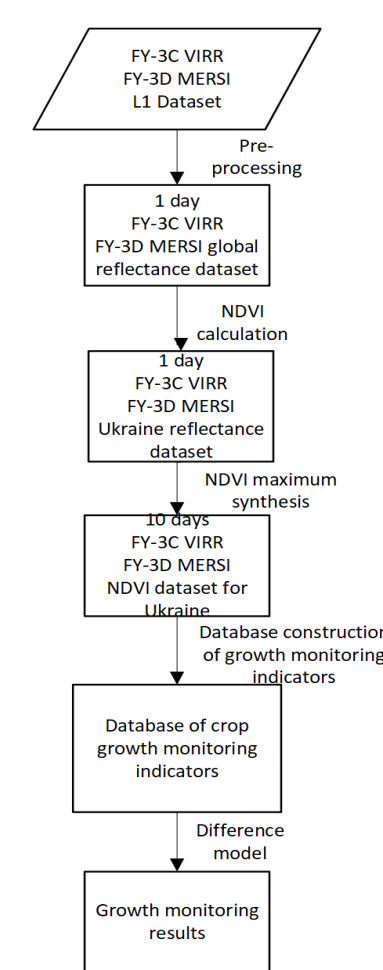 FY-3C VIRR
FY-3D MERSI
L1 Dataset
Pre-
processing
1 day
FY-3C VIRR
FY-3D MERSI global
reflectance dataset
NDVI
calculation
1 day
FY-3C VIRR
FY-3D MERSI
Ukraine reflectance
dataset
NDVI maximum
synthesis
10 days
FY-3C VIRR
FY-3D MERSI
NDVI dataset for
Ukraine
Database construction
of growth monitoring
indicators
Database of crop
growth monitoring
indicators
Difference
model
Growth monitoring
results